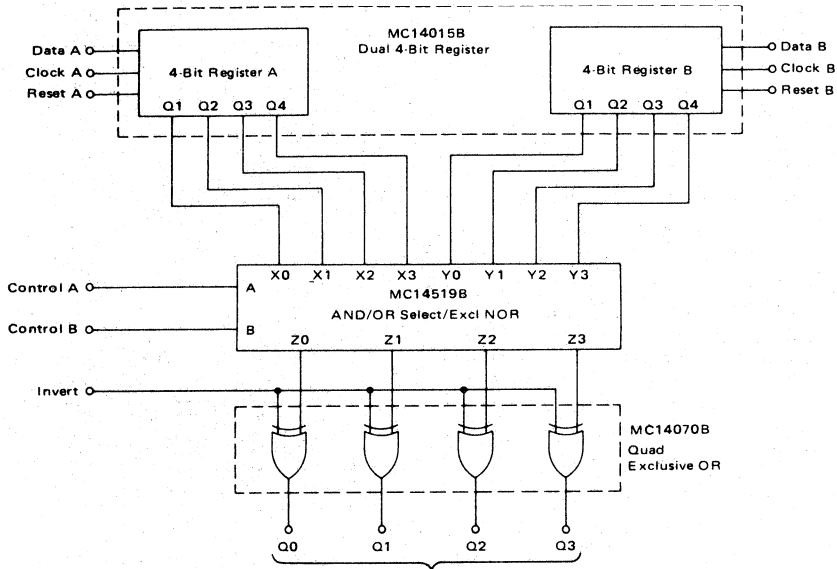 MC14015B
Dual 4-Bit Register
Data A
Clock A
Reset A
4-Bit Register A
Q1 Q2 Q3 Q4
4-Bit Register B
Q1 Q2 Q3 Q4
Data B
Clock B
Reset B
X0 X1 X2 X3 Y0 Y1 Y2 Y3
Control A
A
MC14519B
AND/OR Select/Excl NOR
Control B
B
Z0 Z1 Z2 Z3
Invert
MC14070B
Quad
Exclusive OR
Q0 Q1 Q2 Q3